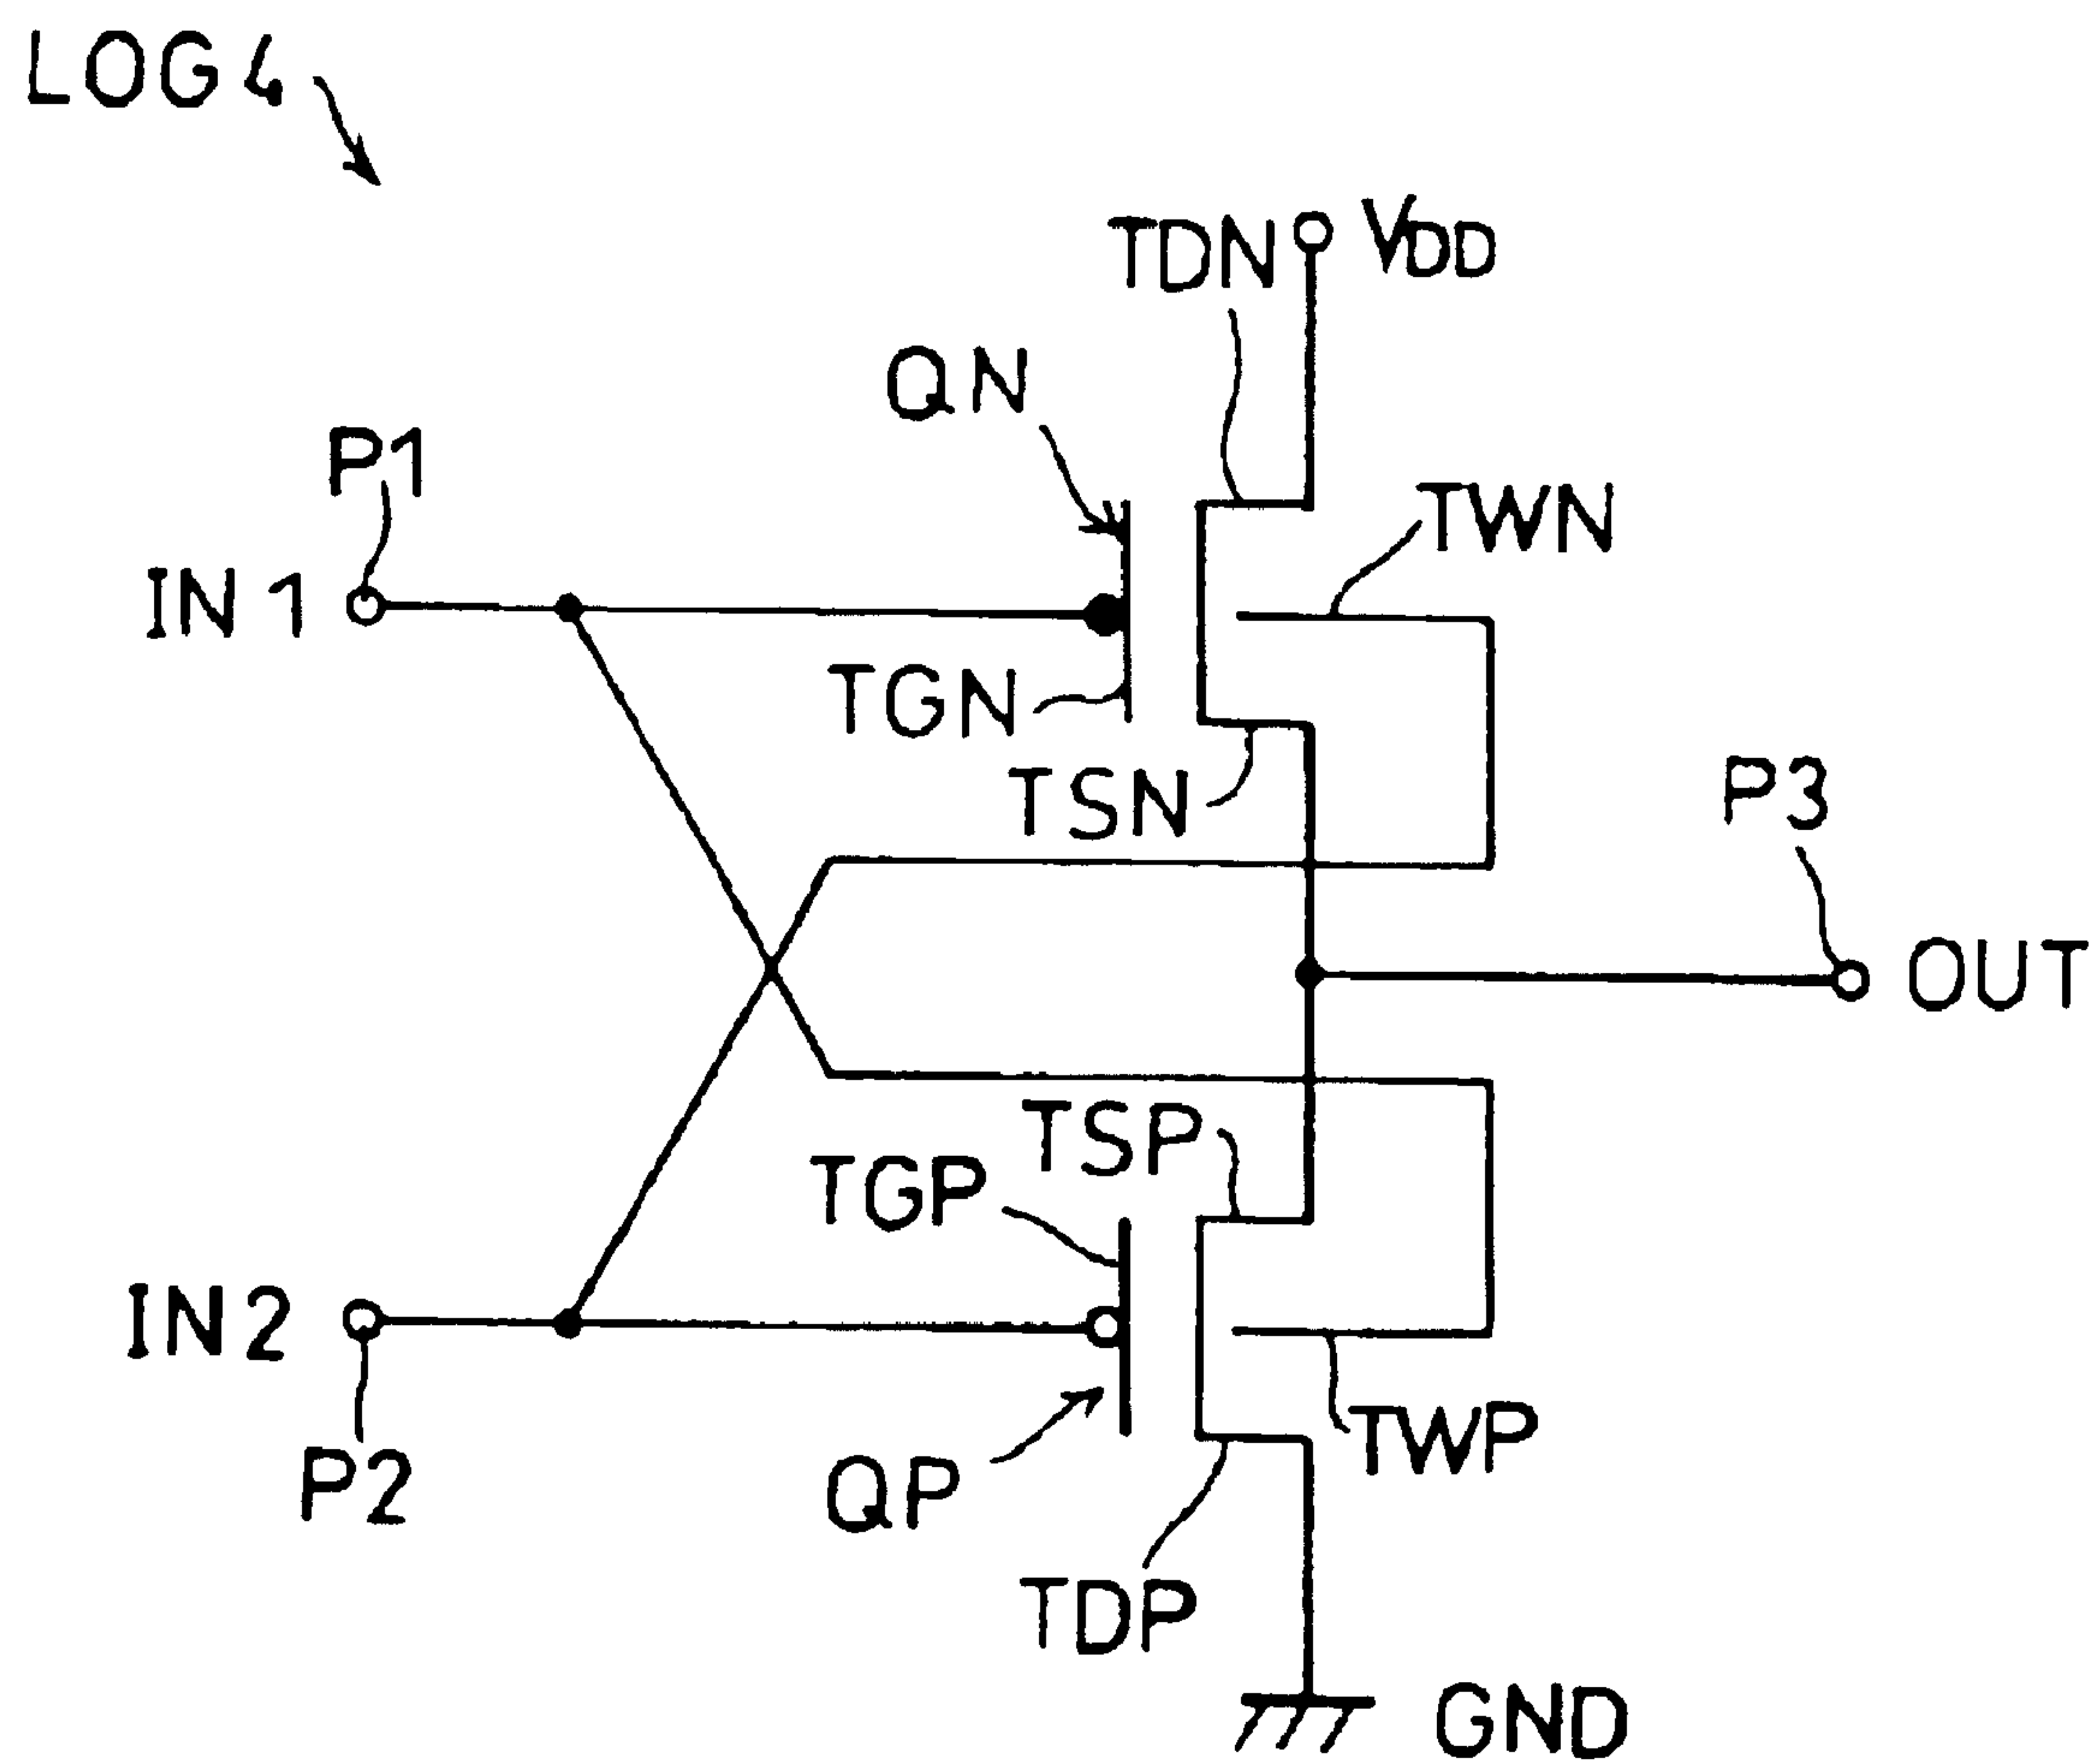 LOG4
TDN
VDD
QN
P1
TWN
IN1
TGN
TSN
P3
OUT
TSP
TGP
IN2
TWP
P2
QP
TDP
GND